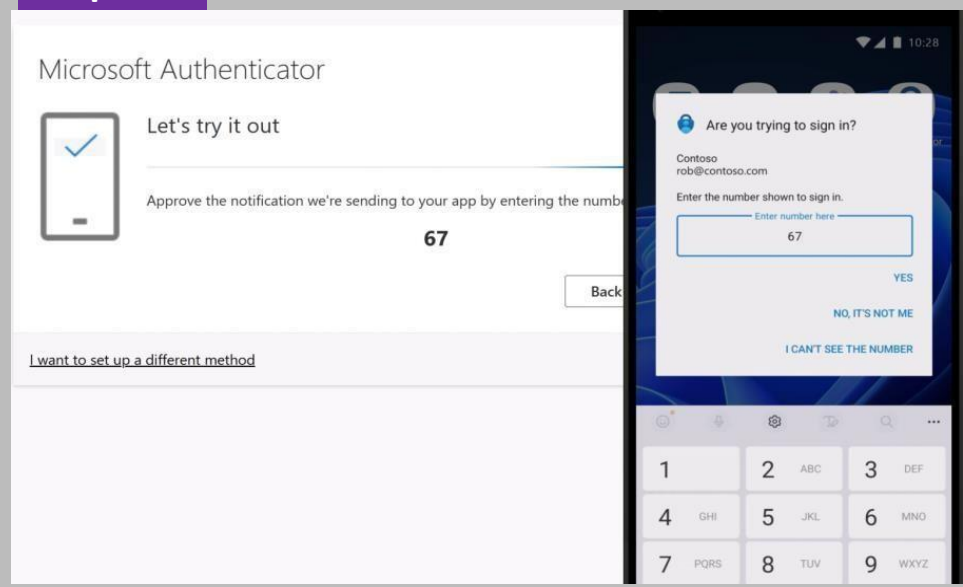 Microsoft Authenticator
Let's try it out
Approve the notification we're sending to your app by entering the numbe
67
Back
I want to set up a different method
10:28
Are you trying to sign in?
Contoso
rob@contoso.com
Enter the number shown to sign in.
Enter number here
67
YES
NO, IT'S NOT ME
I CAN'T SEE THE NUMBER
1 2 ABC 3 DEF
4 GHI 5 JKL 6 MNO
7 PQRS 8 TUV 9 WXYZ